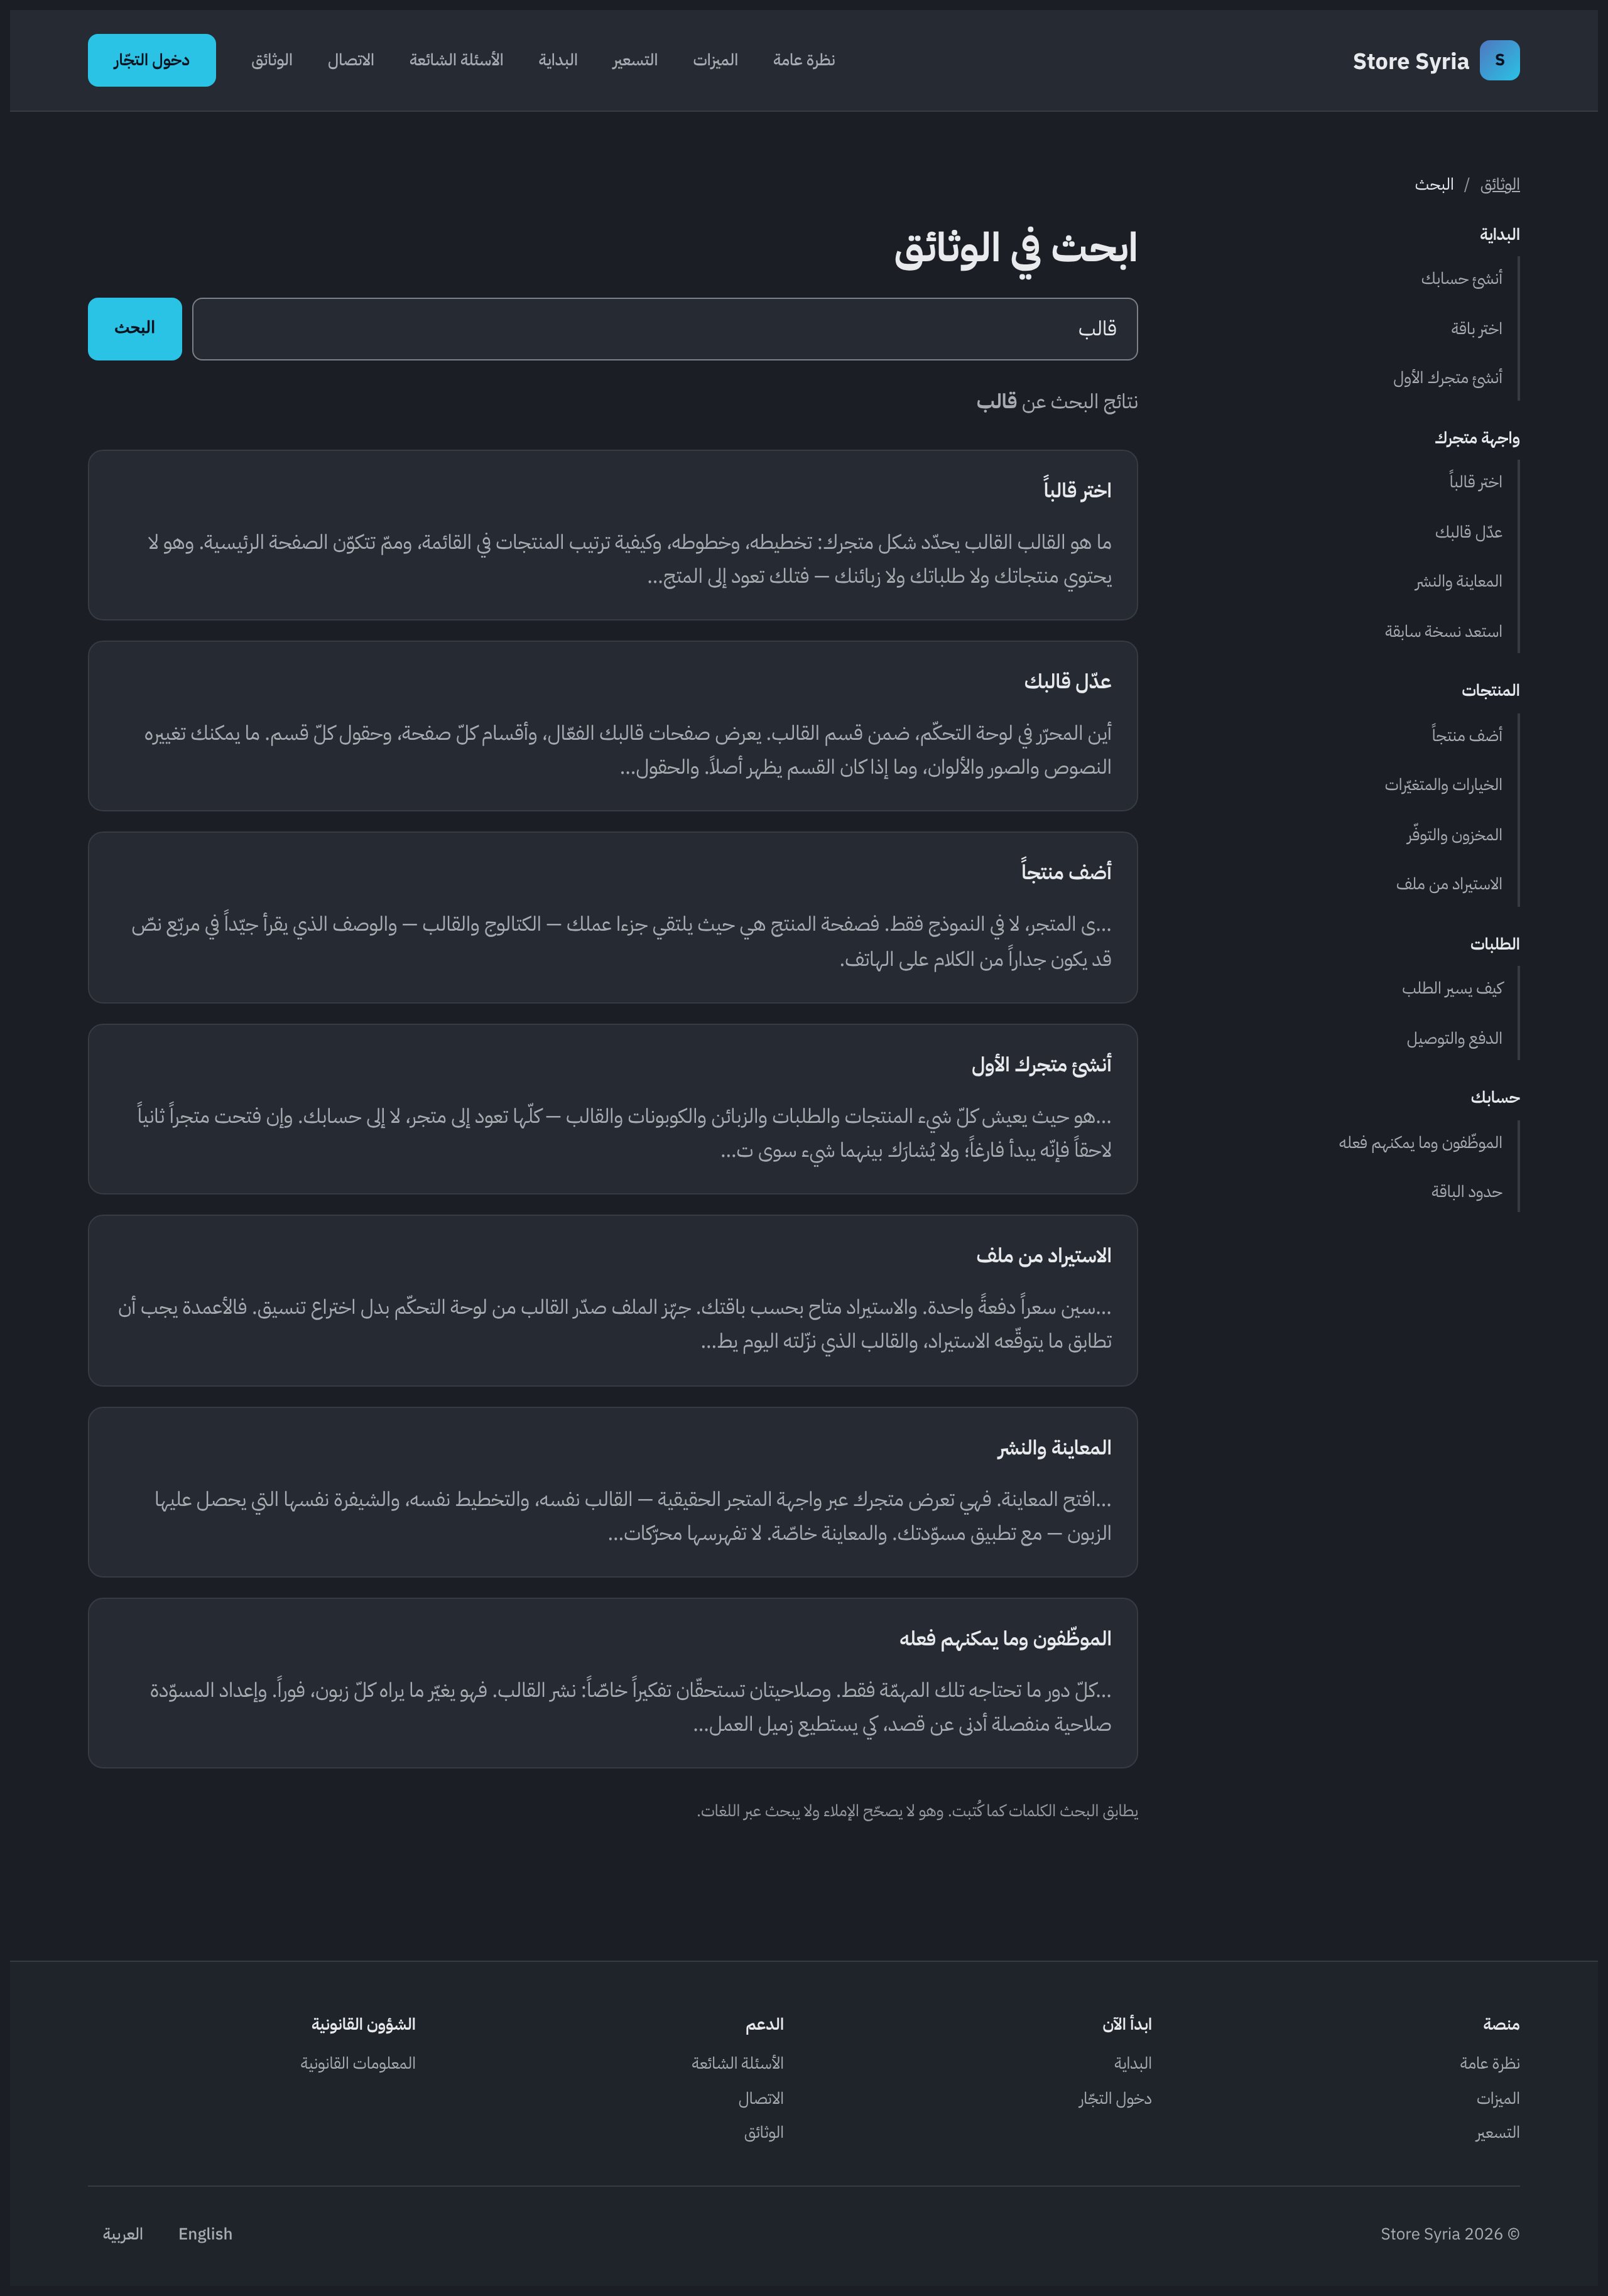 S
Store Syria
نظرة عامة
الميزات
التسعير
البداية
الأسئلة الشائعة
الاتصال
الوثائق
دخول التجّار
الوثائق / البحث
البداية
أنشئ حسابك
اختر باقة
أنشئ متجرك الأول
واجهة متجرك
اختر قالباً
عدّل قالبك
المعاينة والنشر
استعد نسخة سابقة
المنتجات
أضف منتجاً
الخيارات والمتغيّرات
المخزون والتوفّر
الاستيراد من ملف
الطلبات
كيف يسير الطلب
الدفع والتوصيل
حسابك
الموظّفون وما يمكنهم فعله
حدود الباقة
ابحث في الوثائق
قالب
البحث
نتائج البحث عن قالب
اختر قالباً
ما هو القالب القالب يحدّد شكل متجرك: تخطيطه، وخطوطه، وكيفية ترتيب المنتجات في القائمة، وممّ تتكوّن الصفحة الرئيسية. وهو لا
يحتوي منتجاتك ولا طلباتك ولا زبائنك — فتلك تعود إلى المتج...
عدّل قالبك
أين المحرّر في لوحة التحكّم، ضمن قسم القالب. يعرض صفحات قالبك الفعّال، وأقسام كلّ صفحة، وحقول كلّ قسم. ما يمكنك تغييره
النصوص والصور والألوان، وما إذا كان القسم يظهر أصلاً. والحقول...
أضف منتجاً
...ى المتجر، لا في النموذج فقط. فصفحة المنتج هي حيث يلتقي جزءا عملك — الكتالوج والقالب — والوصف الذي يقرأ جيّداً في مربّع نصّ
قد يكون جداراً من الكلام على الهاتف.
أنشئ متجرك الأول
...هو حيث يعيش كلّ شيء المنتجات والطلبات والزبائن والكوبونات والقالب — كلّها تعود إلى متجر، لا إلى حسابك. وإن فتحت متجراً ثانياً
لاحقاً فإنّه يبدأ فارغاً؛ ولا يُشارَك بينهما شيء سوى ت...
الاستيراد من ملف
...سين سعراً دفعةً واحدة. والاستيراد متاح بحسب باقتك. جهّز الملف صدّر القالب من لوحة التحكّم بدل اختراع تنسيق. فالأعمدة يجب أن
تطابق ما يتوقّعه الاستيراد، والقالب الذي نزّلته اليوم يط...
المعاينة والنشر
...افتح المعاينة. فهي تعرض متجرك عبر واجهة المتجر الحقيقية — القالب نفسه، والتخطيط نفسه، والشيفرة نفسها التي يحصل عليها
الزبون — مع تطبيق مسوّدتك. والمعاينة خاصّة. لا تفهرسها محرّكات...
الموظّفون وما يمكنهم فعله
...كلّ دور ما تحتاجه تلك المهمّة فقط. وصلاحيتان تستحقّان تفكيراً خاصّاً: نشر القالب. فهو يغيّر ما يراه كلّ زبون، فوراً. وإعداد المسوّدة
صلاحية منفصلة أدنى عن قصد، كي يستطيع زميل العمل...
يطابق البحث الكلمات كما كُتبت. وهو لا يصحّح الإملاء ولا يبحث عبر اللغات.
منصة
نظرة عامة
الميزات
التسعير
ابدأ الآن
البداية
دخول التجّار
الدعم
الأسئلة الشائعة
الاتصال
الوثائق
الشؤون القانونية
المعلومات القانونية
© 2026 Store Syria
English
العربية